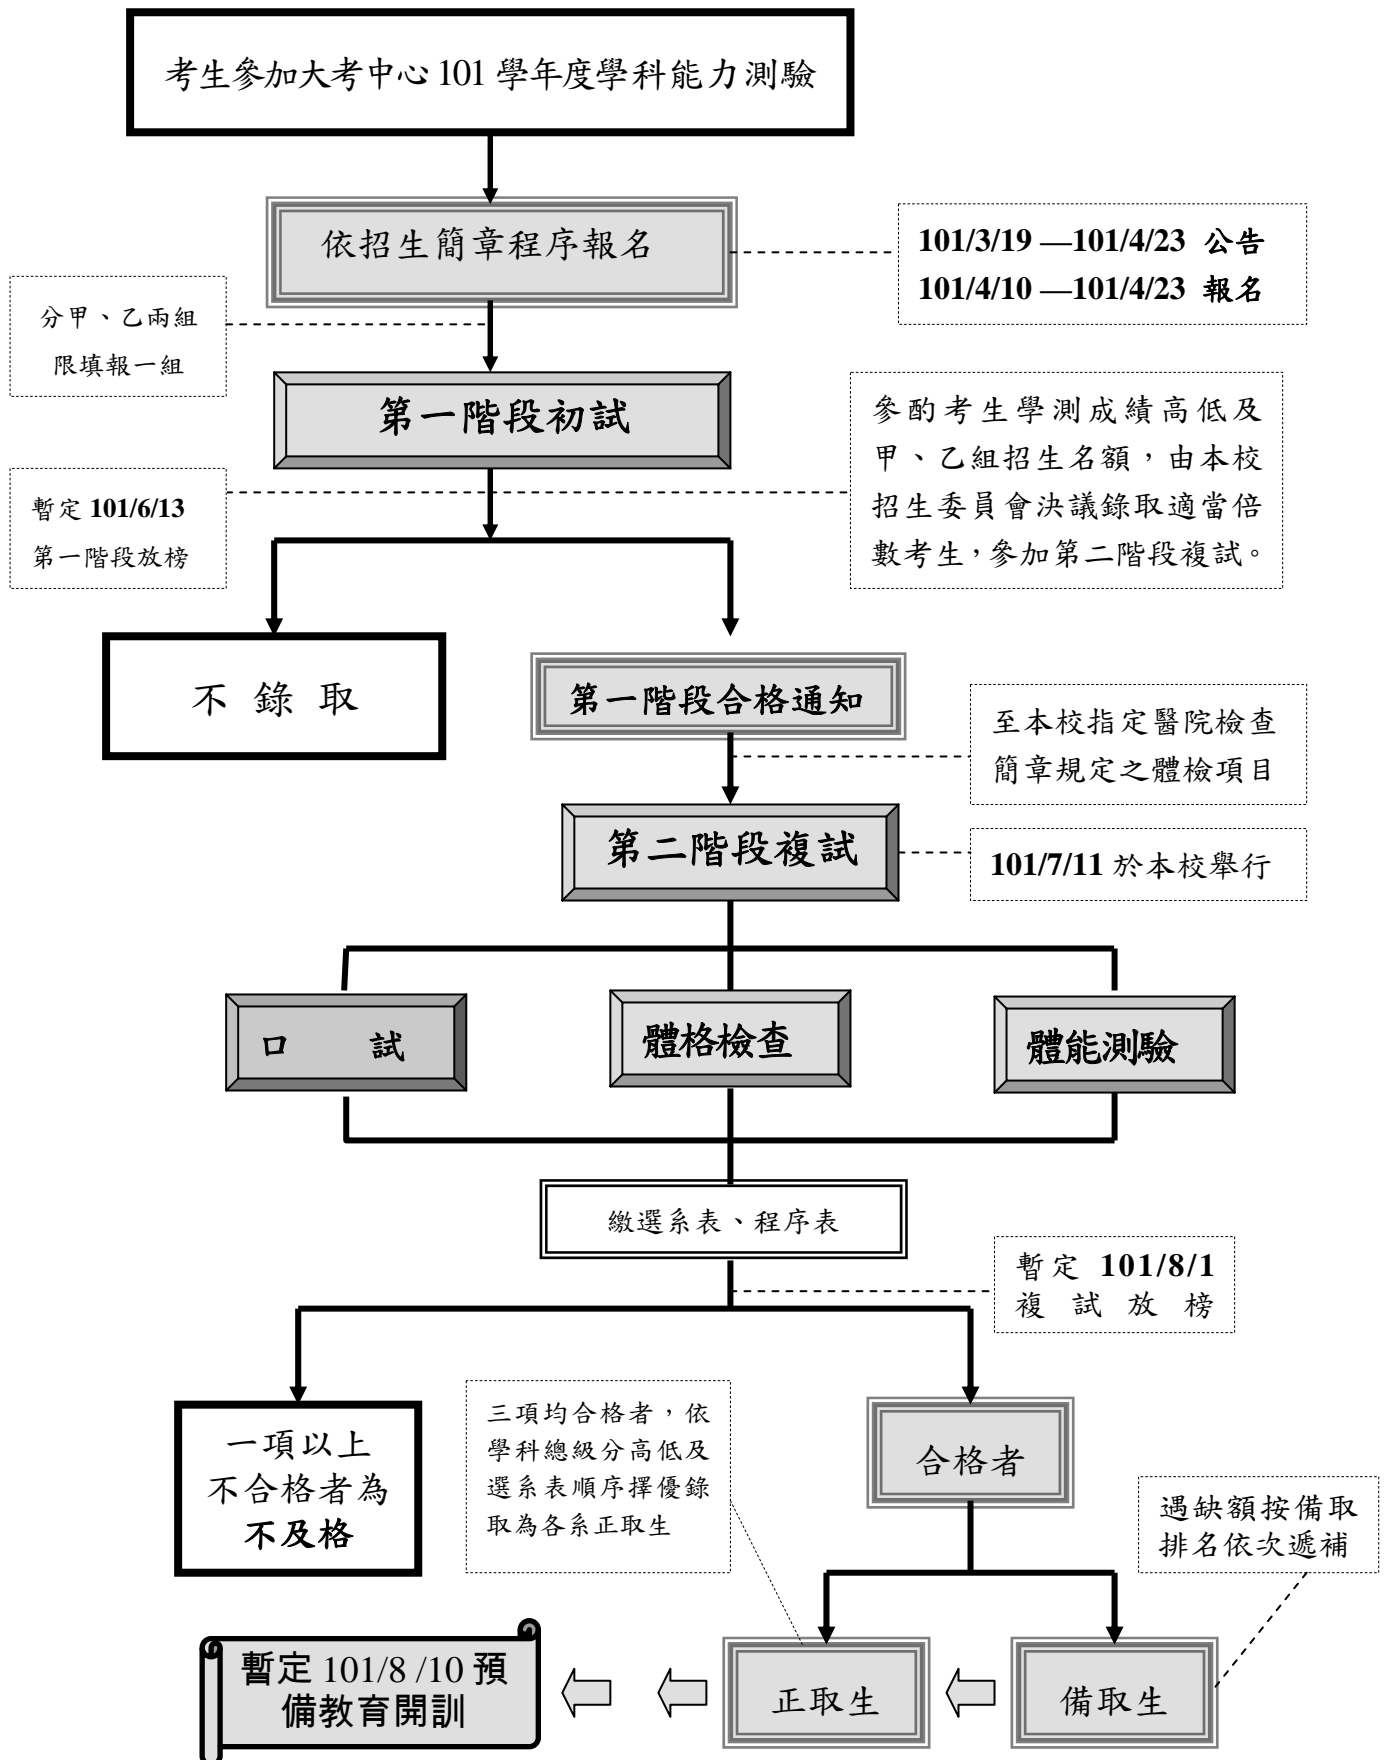 考生參加大考中心 101 學年度學科能力測驗
依招生簡章程序報名
101/3/19 —101/4/23 公告
101/4/10 —101/4/23 報名
分甲、乙兩組
限填報一組
第一階段初試
參酌考生學測成績高低及
甲、乙組招生名額，由本校
招生委員會決議錄取適當倍
數考生，參加第二階段複試。
暫定 101/6/13
第一階段放榜
不 錄 取
第一階段合格通知
至本校指定醫院檢查
簡章規定之體檢項目
第二階段複試
101/7/11 於本校舉行
口 試
體格檢查
體能測驗
繳選系表、程序表
暫定 101/8/1
複 試 放 榜
一項以上
不合格者為
不及格
三項均合格者，依
學科總級分高低及
選系表順序擇優錄
取為各系正取生
合格者
遇缺額按備取
排名依次遞補
暫定 101/8 /10 預
備教育開訓
正取生
備取生